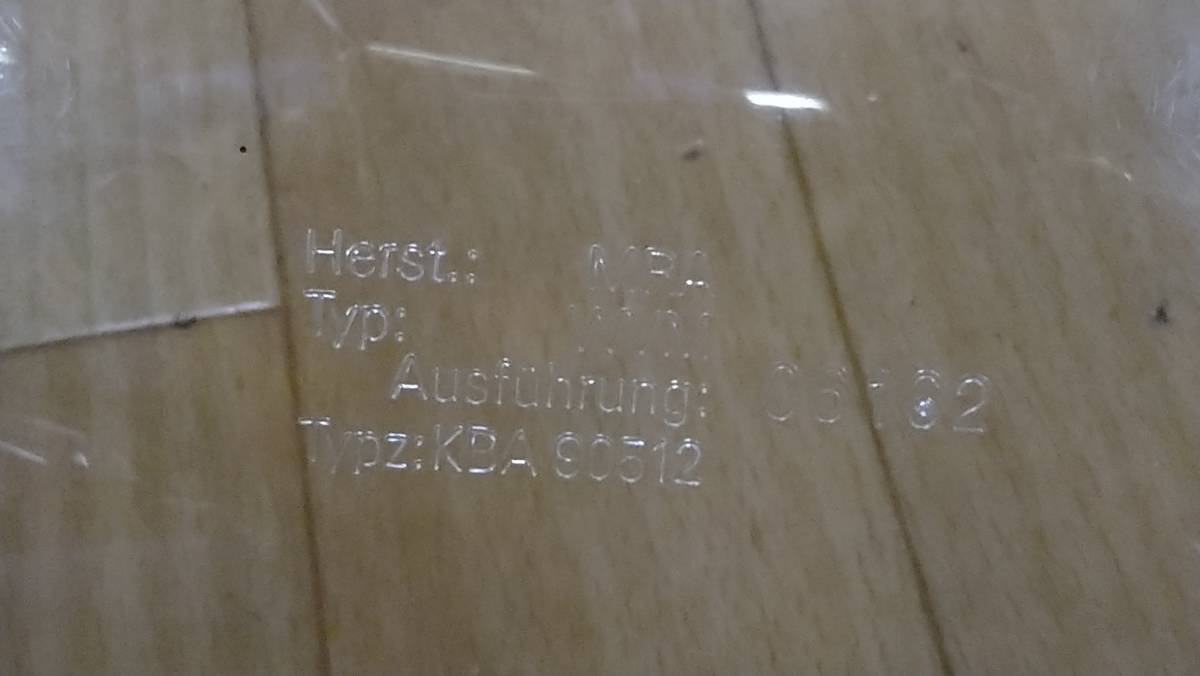 Herst.: MRA
Typ:
Ausführung:
Typz:KBA 90512